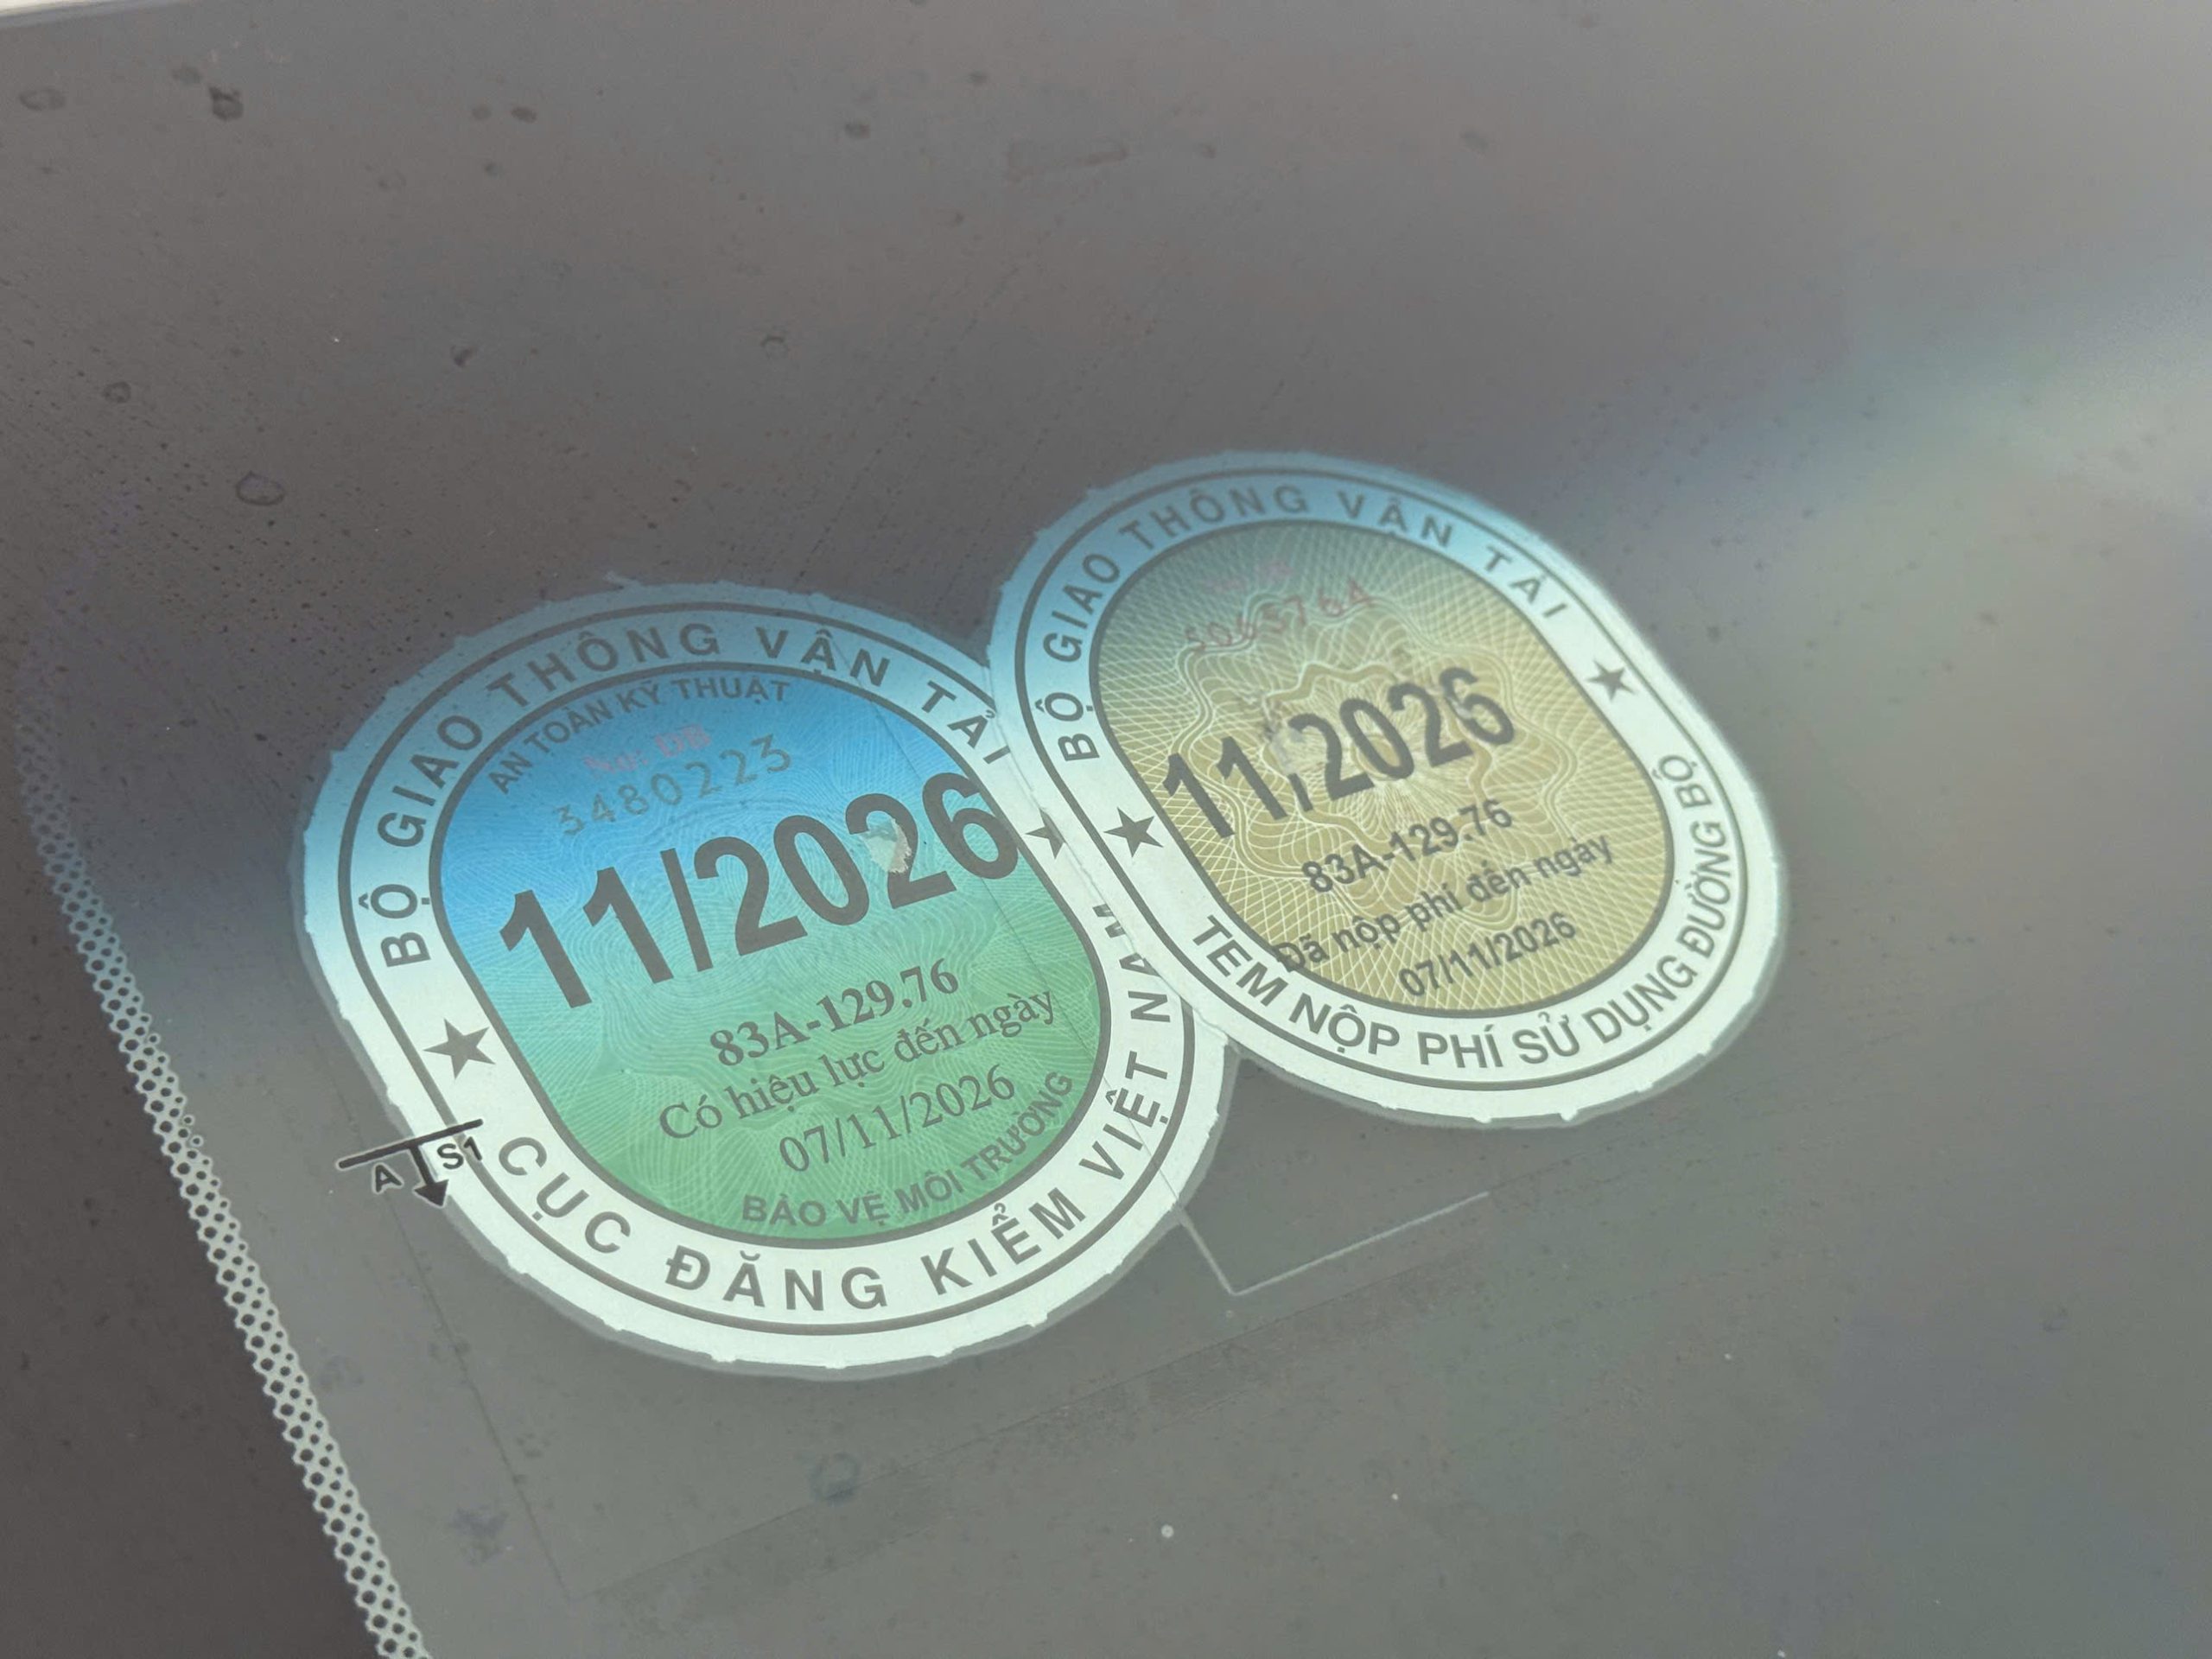 BỘ GIAO THÔNG VẬN TẢI
AN TOÀN KỸ THUẬT
3480223
11/2026
83A-129.76
Có hiệu lực đến ngày
07/11/2026
BẢO VỆ MÔI TRƯỜNG
CỤC ĐĂNG KIỂM VIỆT NAM
A
S1
BỘ GIAO THÔNG VẬN TẢI
11/2026
83A-129.76
Đã nộp phí đến ngày
07/11/2026
TEM NỘP PHÍ SỬ DỤNG ĐƯỜNG BỘ